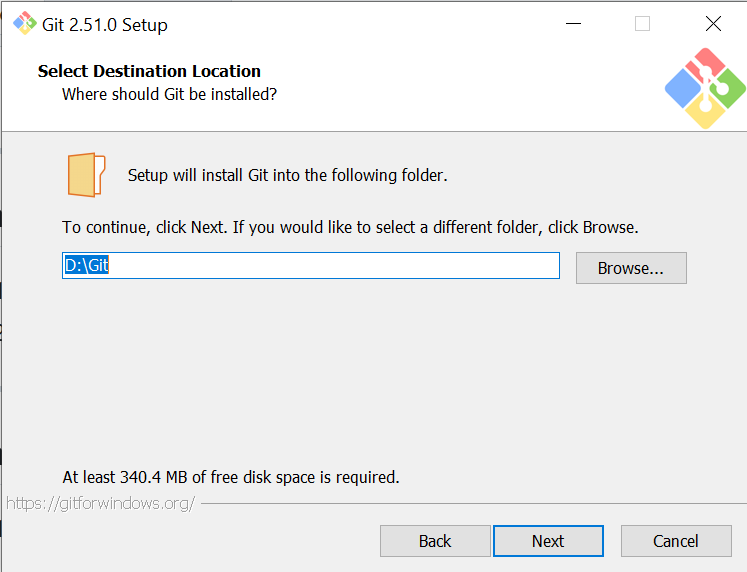 Git 2.51.0 Setup
Select Destination Location
Where should Git be installed?
Setup will install Git into the following folder.
To continue, click Next. If you would like to select a different folder, click Browse.
D:\Git
Browse...
At least 340.4 MB of free disk space is required.
https://gitforwindows.org/
Back
Next
Cancel